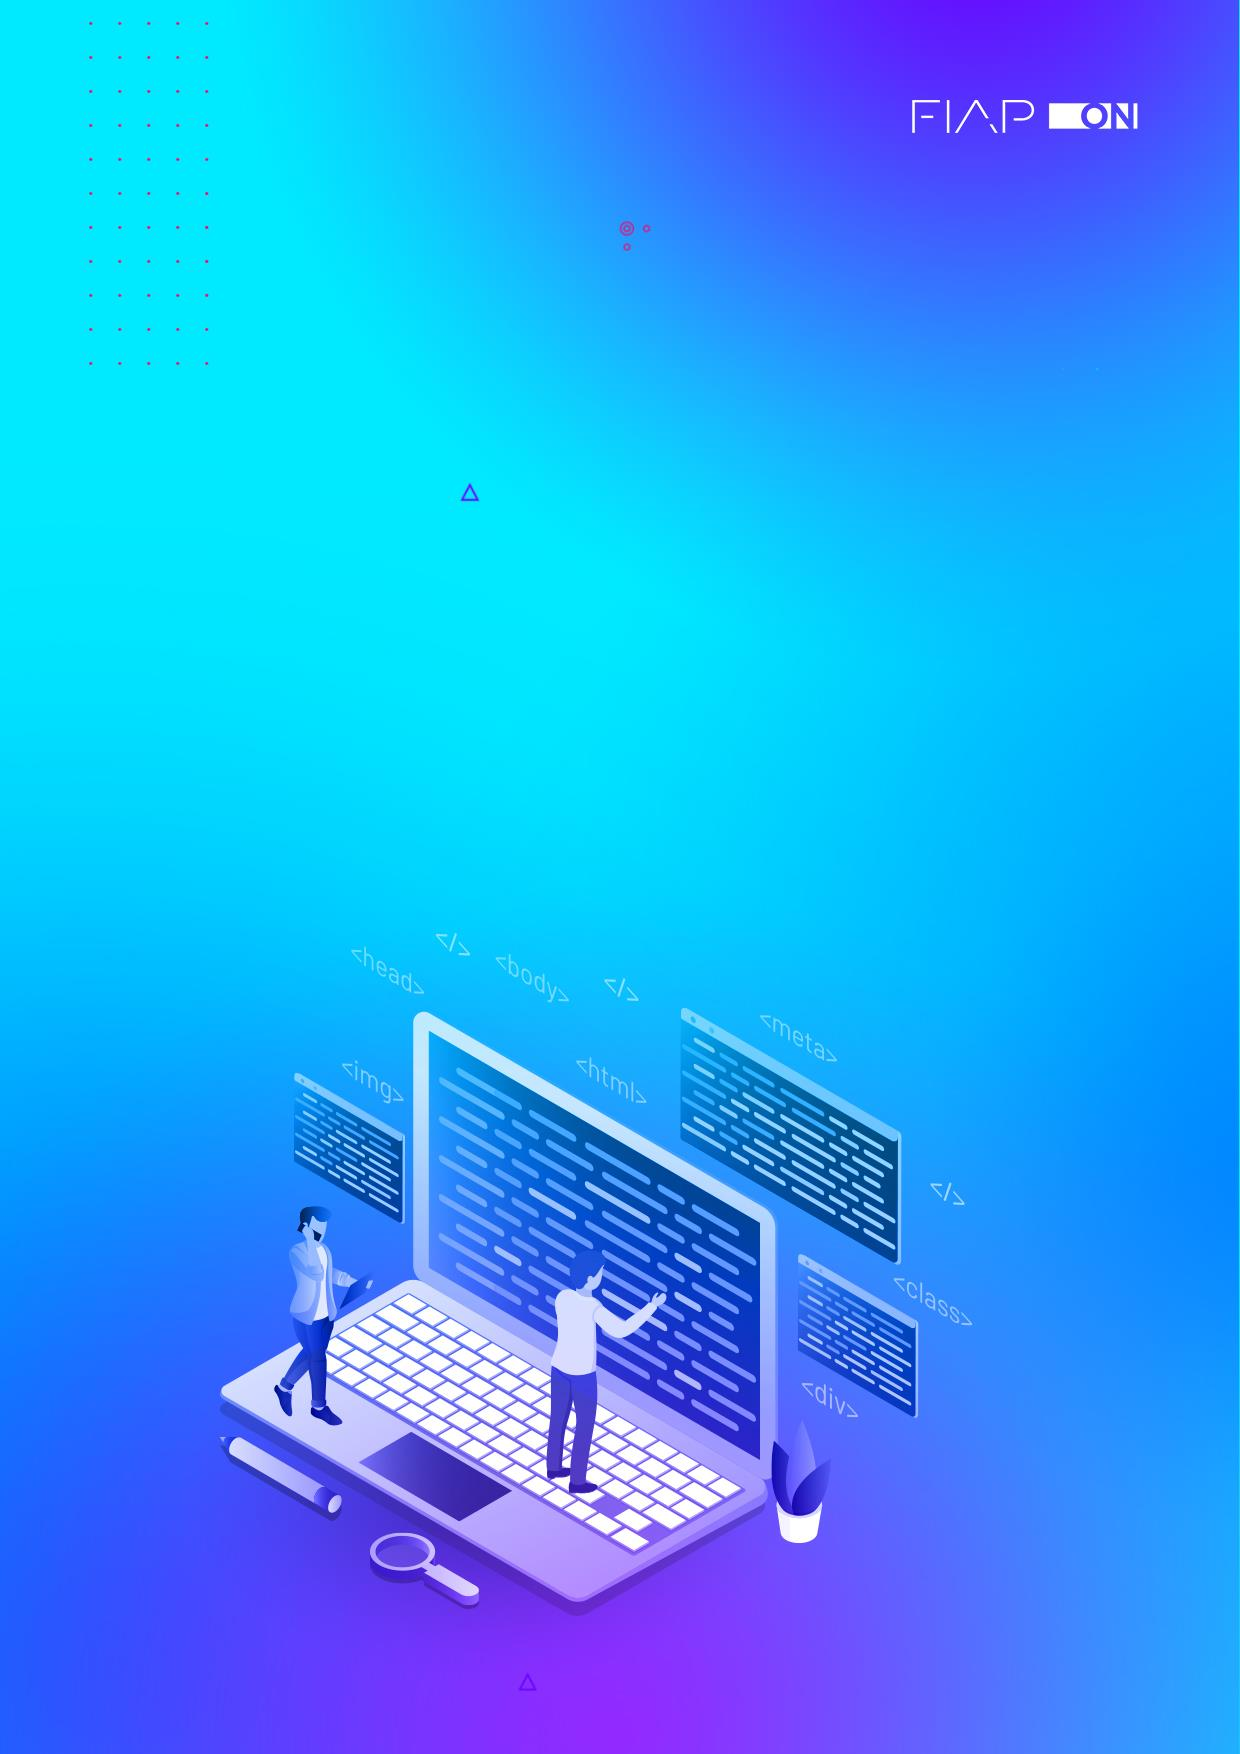 FIAP ON
</>
<head>
<body>
</>
<meta>
<img>
<html>
</>
<class>
<div>